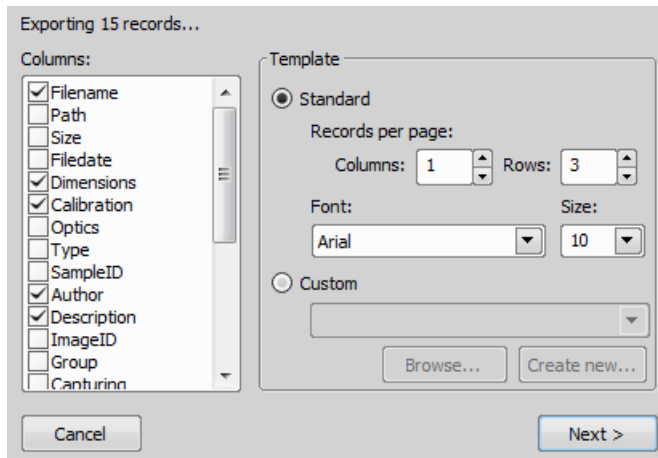 Exporting 15 records...
Columns:
Filename
Path
Size
Filedate
Dimensions
Calibration
Optics
Type
SampleID
Author
Description
ImageID
Group
Capturing
Template
Standard
Records per page:
Columns: 1 Rows: 3
Font: Size:
Arial 10
Custom
Browse... Create new...
Cancel Next >